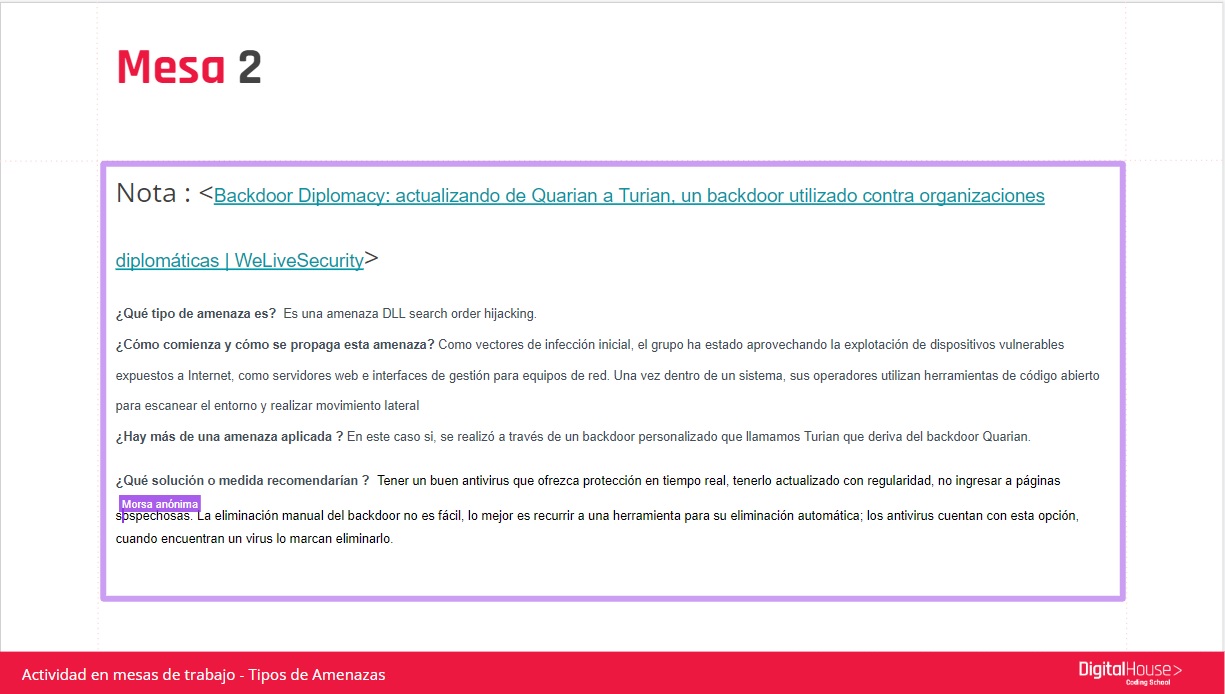 Mesa 2
Nota : <Backdoor Diplomacy: actualizando de Quarian a Turian, un backdoor utilizado contra organizaciones
diplomáticas | WeLiveSecurity>
¿Qué tipo de amenaza es? Es una amenaza DLL search order hijacking.
¿Cómo comienza y cómo se propaga esta amenaza? Como vectores de infección inicial, el grupo ha estado aprovechando la explotación de dispositivos vulnerables
expuestos a Internet, como servidores web e interfaces de gestión para equipos de red. Una vez dentro de un sistema, sus operadores utilizan herramientas de código abierto
para escanear el entorno y realizar movimiento lateral
¿Hay más de una amenaza aplicada ? En este caso si, se realizó a través de un backdoor personalizado que llamamos Turian que deriva del backdoor Quarian.
¿Qué solución o medida recomendarían ? Tener un buen antivirus que ofrezca protección en tiempo real, tenerlo actualizado con regularidad, no ingresar a páginas
Morsa anónima
sospechosas. La eliminación manual del backdoor no es fácil, lo mejor es recurrir a una herramienta para su eliminación automática; los antivirus cuentan con esta opción,
cuando encuentran un virus lo marcan eliminarlo.
Actividad en mesas de trabajo - Tipos de Amenazas
DigitalHouse>
Coding School